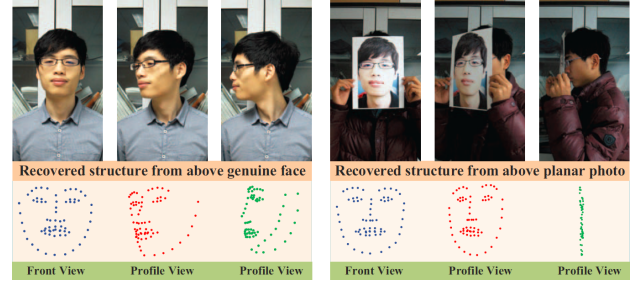 Recovered structure from above genuine face
Front View
Profile View
Profile View
Recovered structure from above planar photo
Front View
Profile View
Profile View